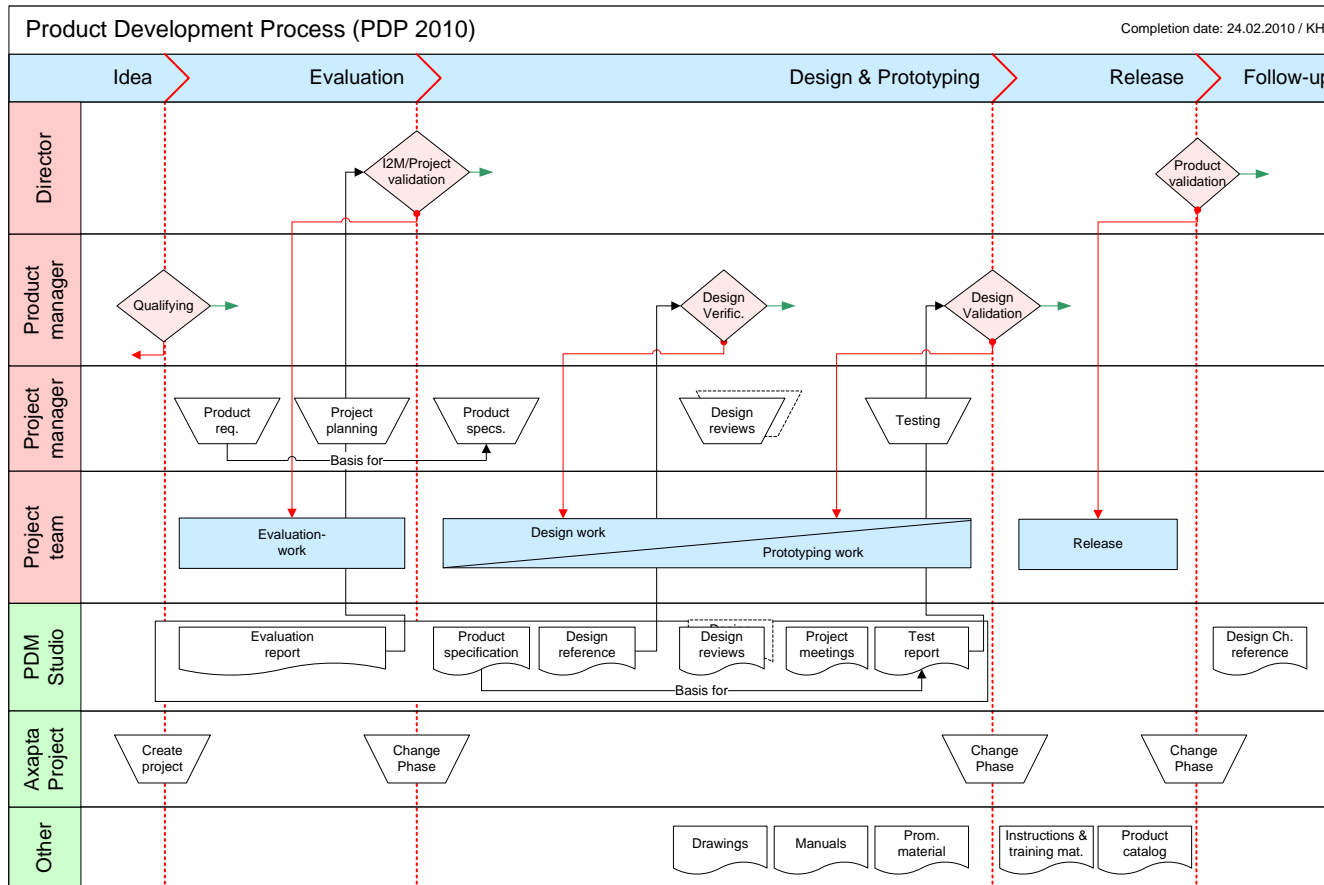 Product Development Process (PDP 2010)
Completion date: 24.02.2010 / KH
Idea
Evaluation
Design & Prototyping
Release
Follow-up
Director
I2M/Project
validation
Product
validation
Product
manager
Qualifying
Design
Verific.
Design
Validation
Project
manager
Product
req.
Project
planning
Product
specs.
Design
reviews
Testing
Basis for
Project
team
Evaluation-
work
Design work
Prototyping work
Release
PDM
Studio
Evaluation
report
Product
specification
Design
reference
Design
reviews
Project
meetings
Test
report
Design Ch.
reference
Basis for
Axapta
Project
Create
project
Change
Phase
Change
Phase
Change
Phase
Other
Drawings
Manuals
Prom.
material
Instructions &
training mat.
Product
catalog